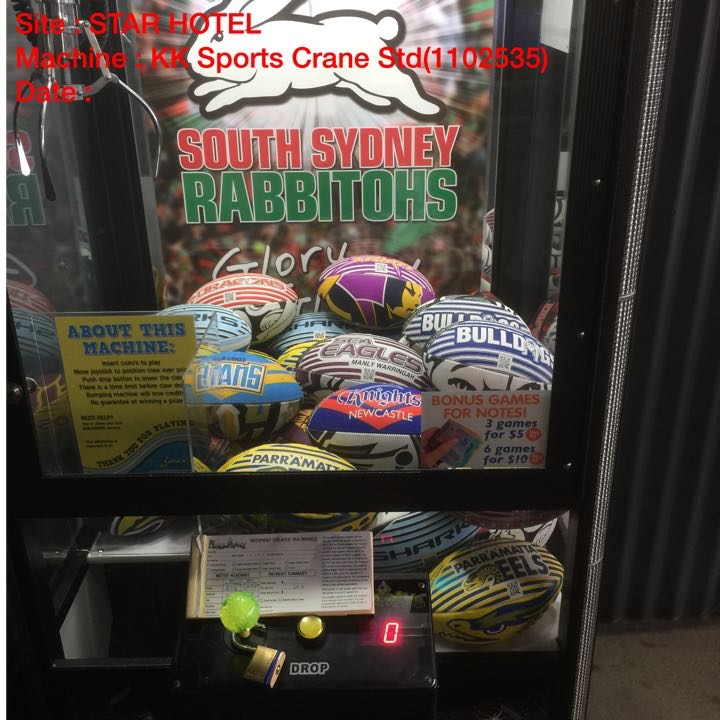 Site : STAR HOTEL
Machine : KK Sports Crane Std(1102535)
Date :
SOUTH SYDNEY
RABBITOHS
Glory
DRAGONS
SHARKS
BULLDOGS
BULLDOGS
SEA
EAGLES
MANLY WARRINGAH
TITANS
Knights
NEWCASTLE
PARRAMATTA
ABOUT THIS
MACHINE:
Insert coin/s to play
Move joystick to position claw over
Push drop button to lower the claw
There is a time limit before claw
Bumping machine will lose credit
No guarantee of winning a prize
NEED HELP?
THANK YOU FOR PLAYING
BONUS GAMES
FOR NOTES!
3 games
for $5
6 games
for $10
RECIPIENT CREATED TAX INVOICE
METER READINGS PAYMENT SUMMARY
SHARKS
PARRAMATTA
EELS
0
DROP